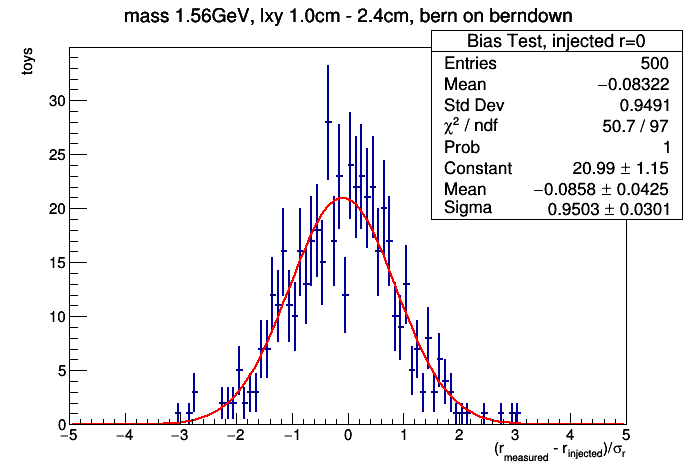 mass 1.56GeV, lxy 1.0cm - 2.4cm, bern on berndown
Bias Test, injected r=0
Entries 500
Mean −0.08322
Std Dev 0.9491
χ² / ndf 50.7 / 97
Prob 1
Constant 20.99 ± 1.15
Mean −0.0858 ± 0.0425
Sigma 0.9503 ± 0.0301
toys
30
25
20
15
10
5
0
−5 −4 −3 −2 −1 0 1 2 3 4 5
(r_measured - r_injected)/σ_r